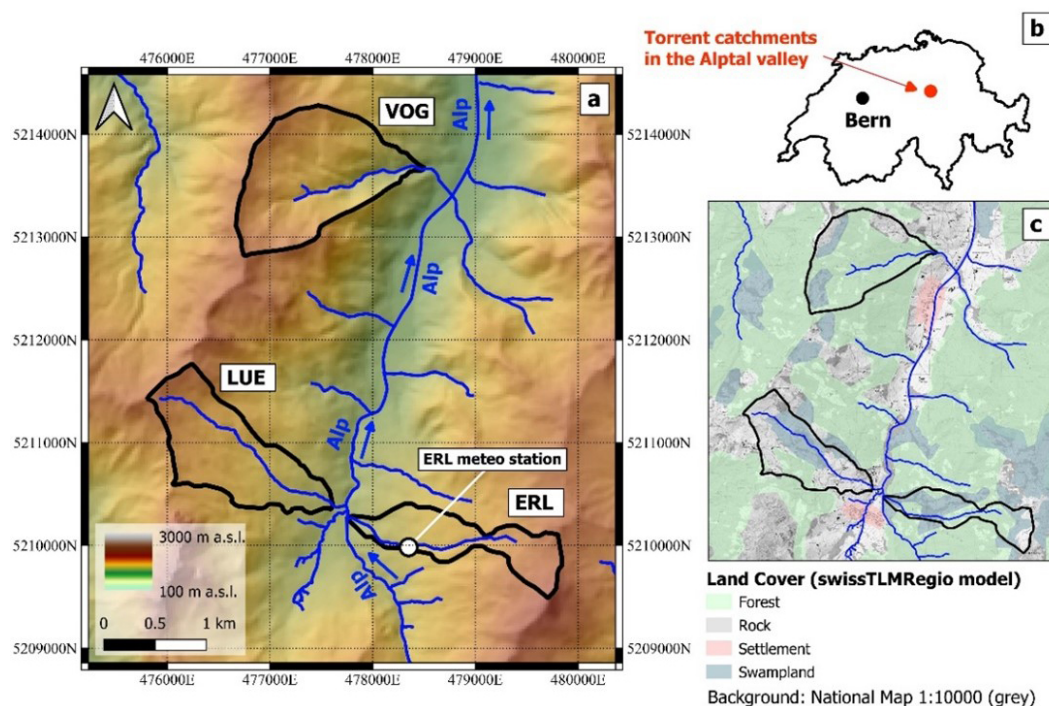 476000E 477000E 478000E 479000E 480000E
a
VOG
Alp
5214000N 5214000N
5213000N 5213000N
Alp
5212000N 5212000N
LUE
5211000N 5211000N
Alp
ERL meteo station
ERL
5210000N 5210000N
Alp
3000 m a.s.l.
100 m a.s.l.
0 0.5 1 km
5209000N 5209000N
476000E 477000E 478000E 479000E 480000E
b
Torrent catchments
in the Alptal valley
Bern
c
Land Cover (swissTLMRegio model)
Forest
Rock
Settlement
Swampland
Background: National Map 1:10000 (grey)